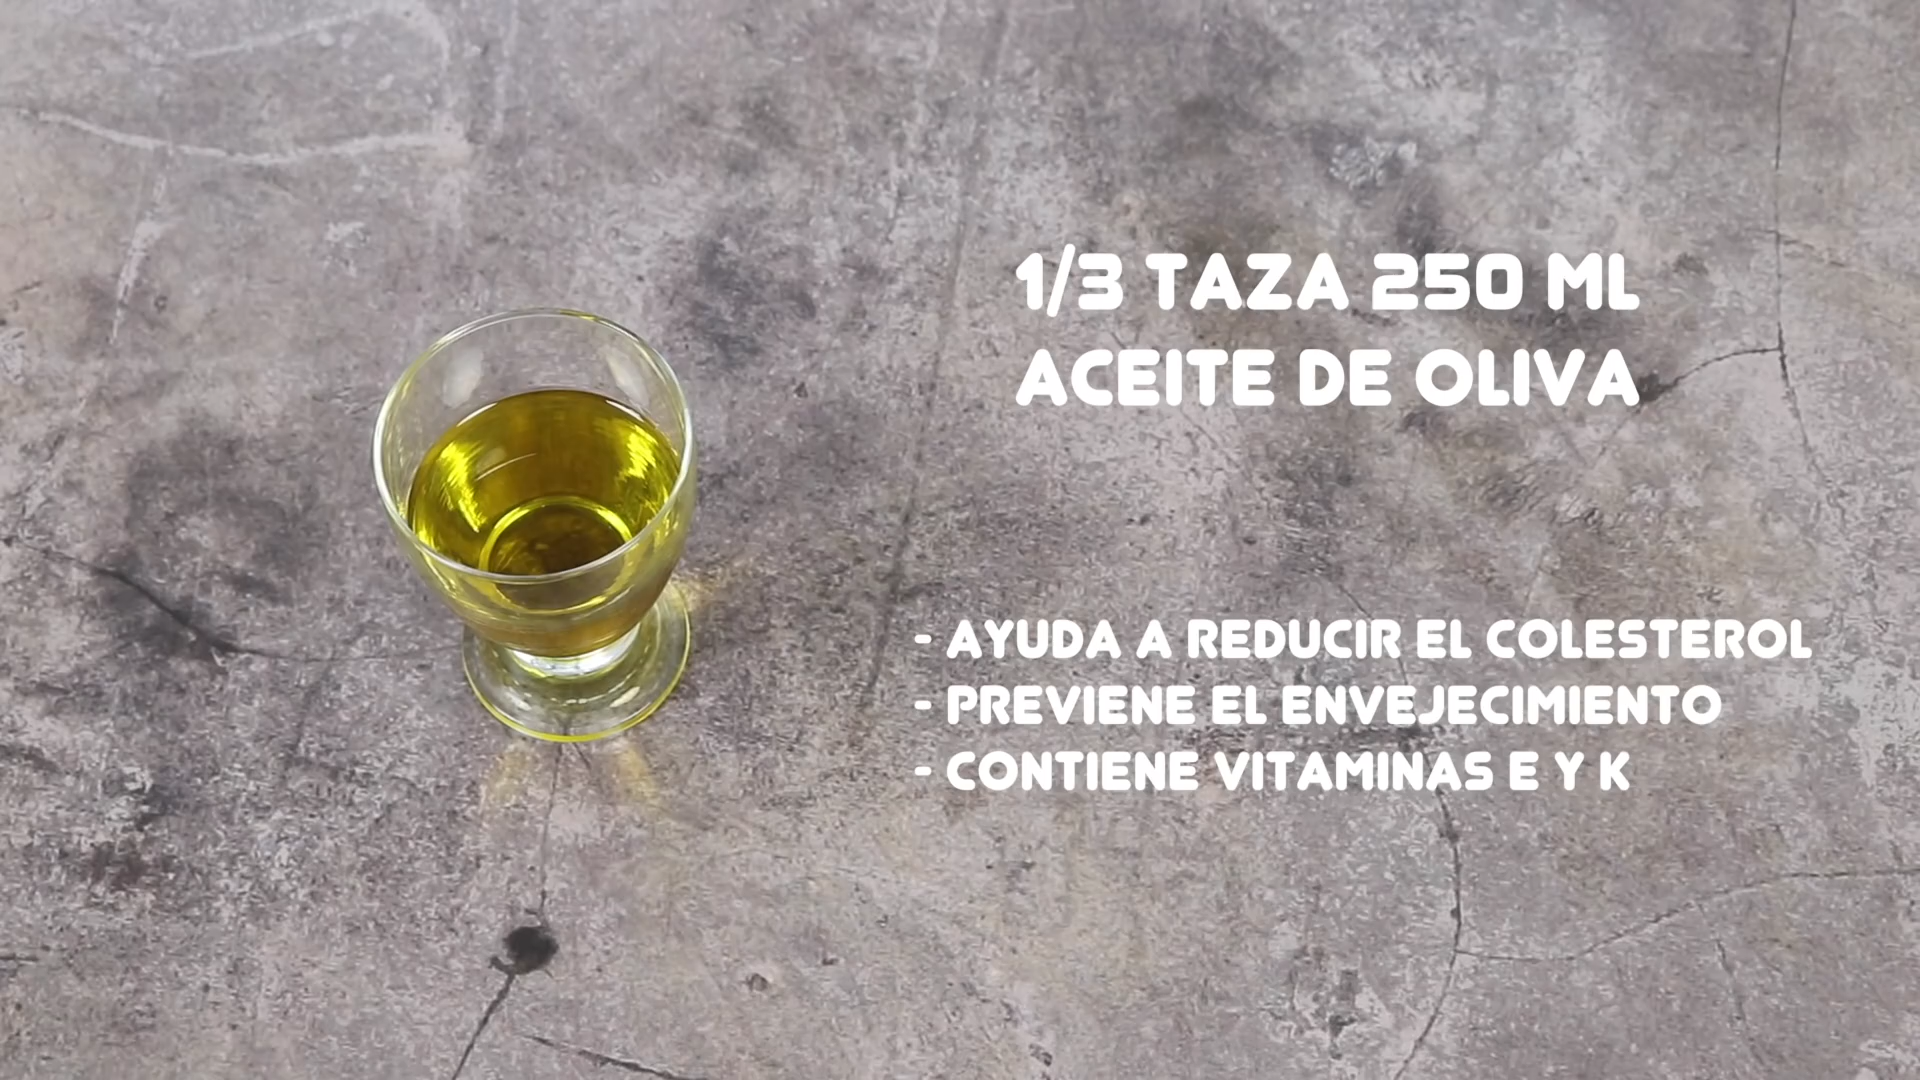 1/3 TAZA 250 ML
ACEITE DE OLIVA
- AYUDA A REDUCIR EL COLESTEROL
- PREVIENE EL ENVEJECIMIENTO
- CONTIENE VITAMINAS E Y K